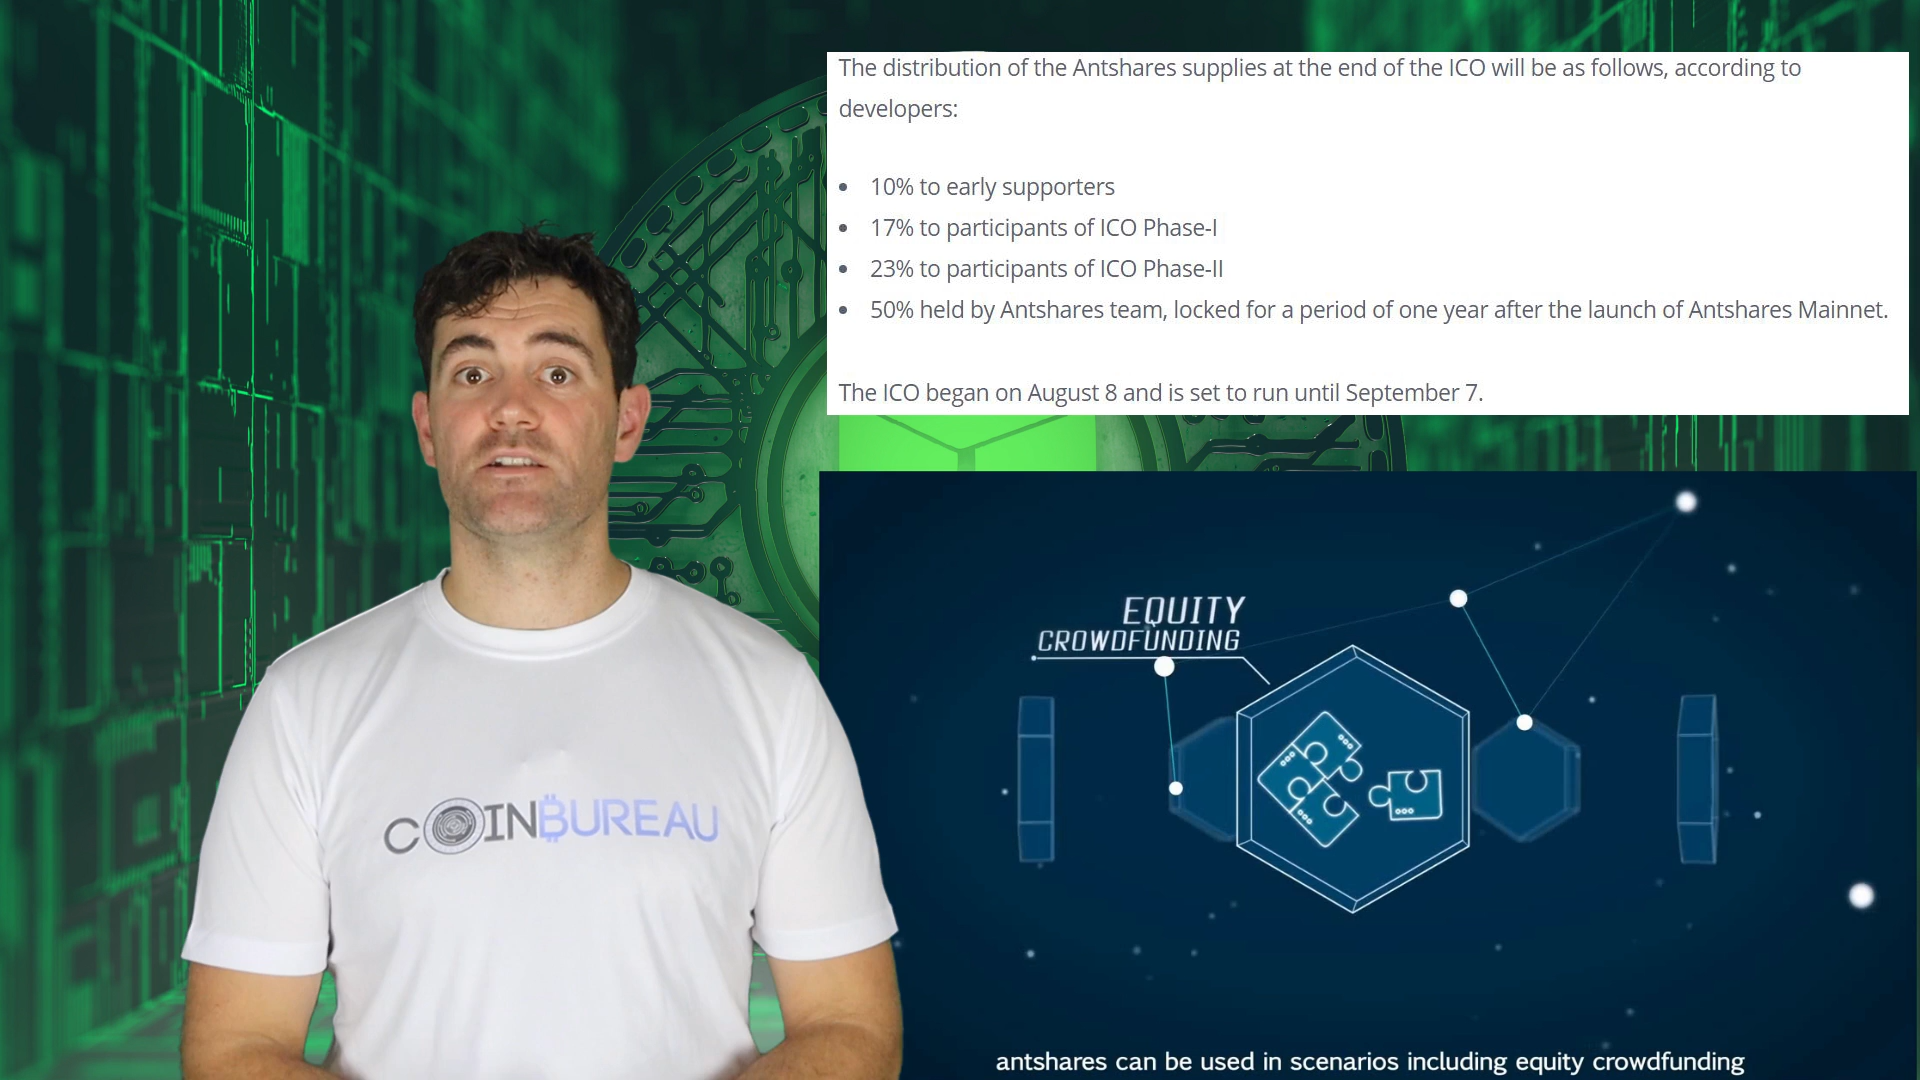 The distribution of the Antshares supplies at the end of the ICO will be as follows, according to
developers:
• 10% to early supporters
• 17% to participants of ICO Phase-I
• 23% to participants of ICO Phase-II
• 50% held by Antshares team, locked for a period of one year after the launch of Antshares Mainnet.
The ICO began on August 8 and is set to run until September 7.
COINBUREAU
EQUITY
CROWDFUNDING
antshares can be used in scenarios including equity crowdfunding